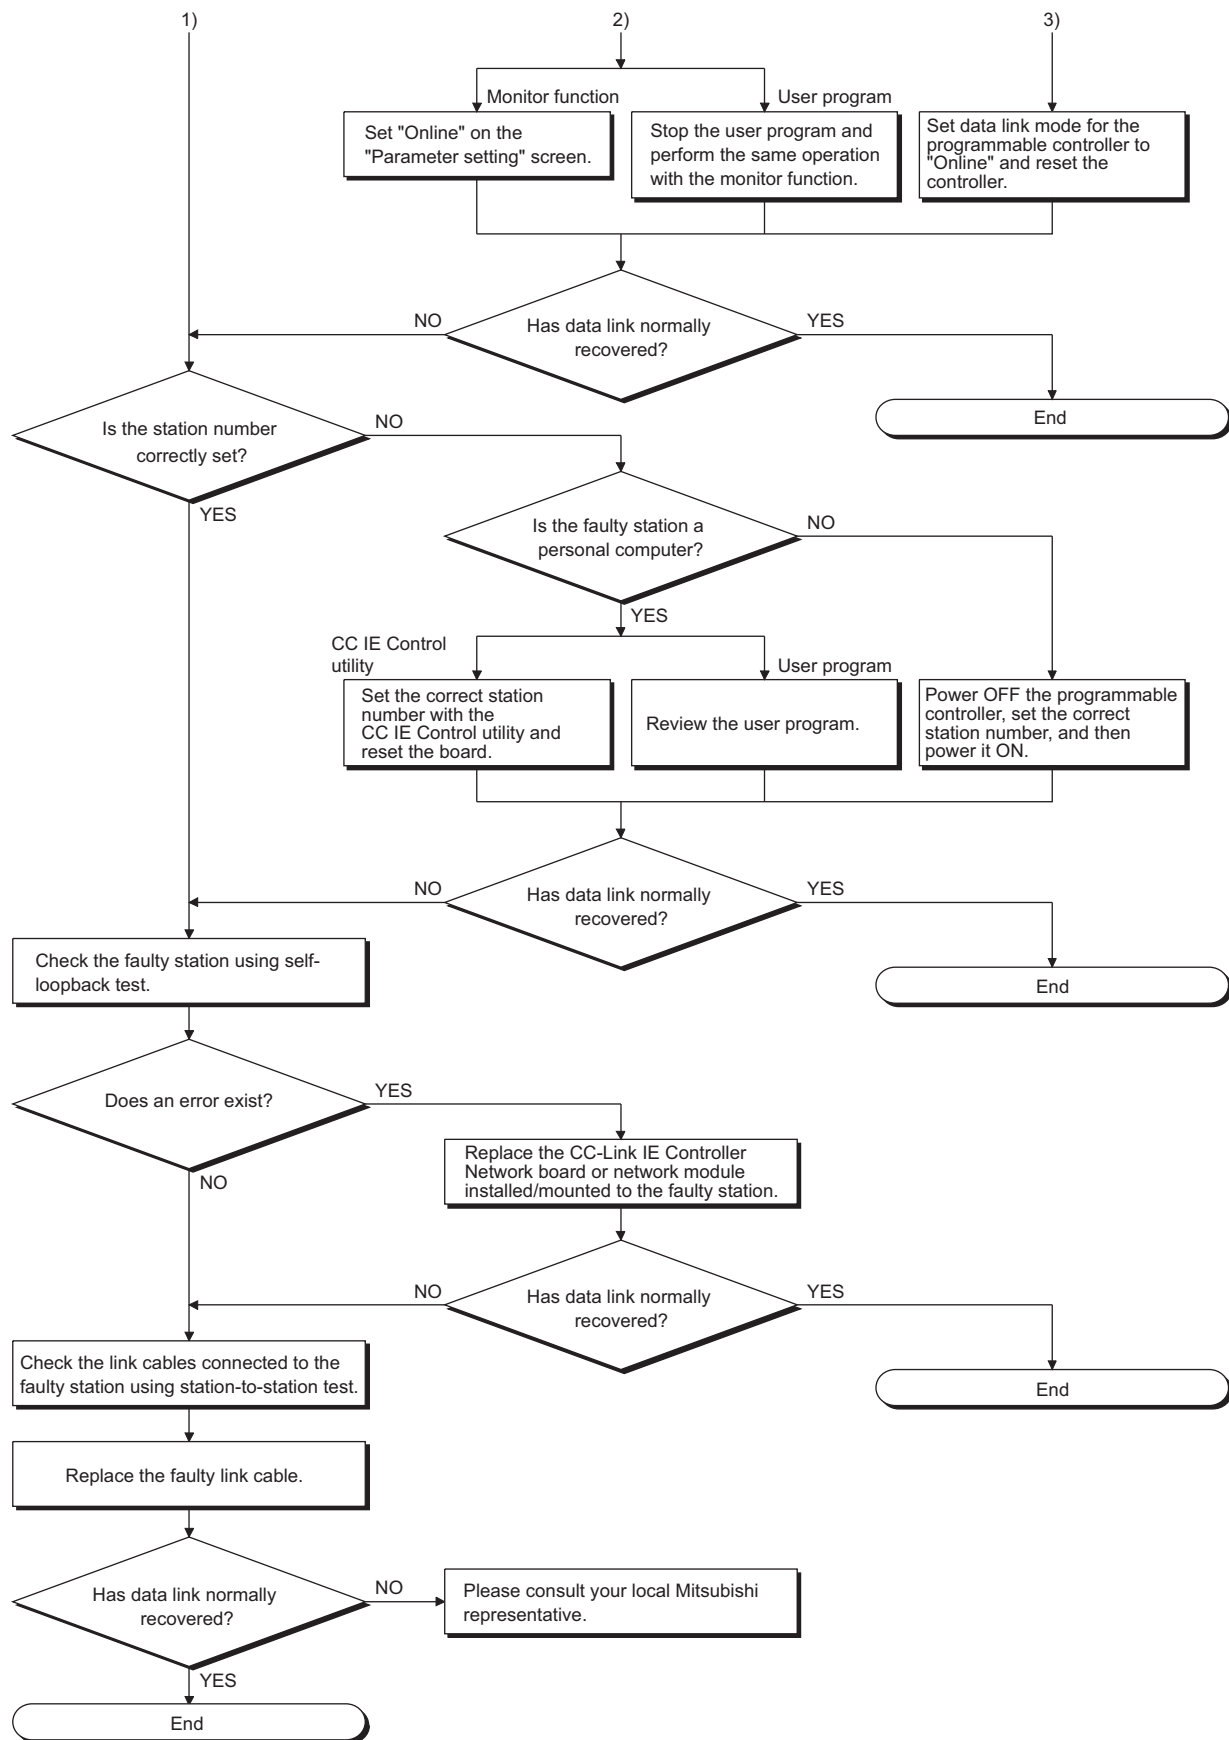 1)
2)
3)
Monitor function
User program
Set "Online" on the
"Parameter setting" screen.
Stop the user program and
perform the same operation
with the monitor function.
Set data link mode for the
programmable controller to
"Online" and reset the
controller.
NO
Has data link normally
recovered?
YES
End
Is the station number
correctly set?
NO
YES
Is the faulty station a
personal computer?
NO
YES
CC IE Control
utility
User program
Set the correct station
number with the
CC IE Control utility and
reset the board.
Review the user program.
Power OFF the programmable
controller, set the correct
station number, and then
power it ON.
NO
Has data link normally
recovered?
YES
End
Check the faulty station using self-
loopback test.
Does an error exist?
YES
NO
Replace the CC-Link IE Controller
Network board or network module
installed/mounted to the faulty station.
NO
Has data link normally
recovered?
YES
End
Check the link cables connected to the
faulty station using station-to-station test.
Replace the faulty link cable.
Has data link normally
recovered?
NO
Please consult your local Mitsubishi
representative.
YES
End